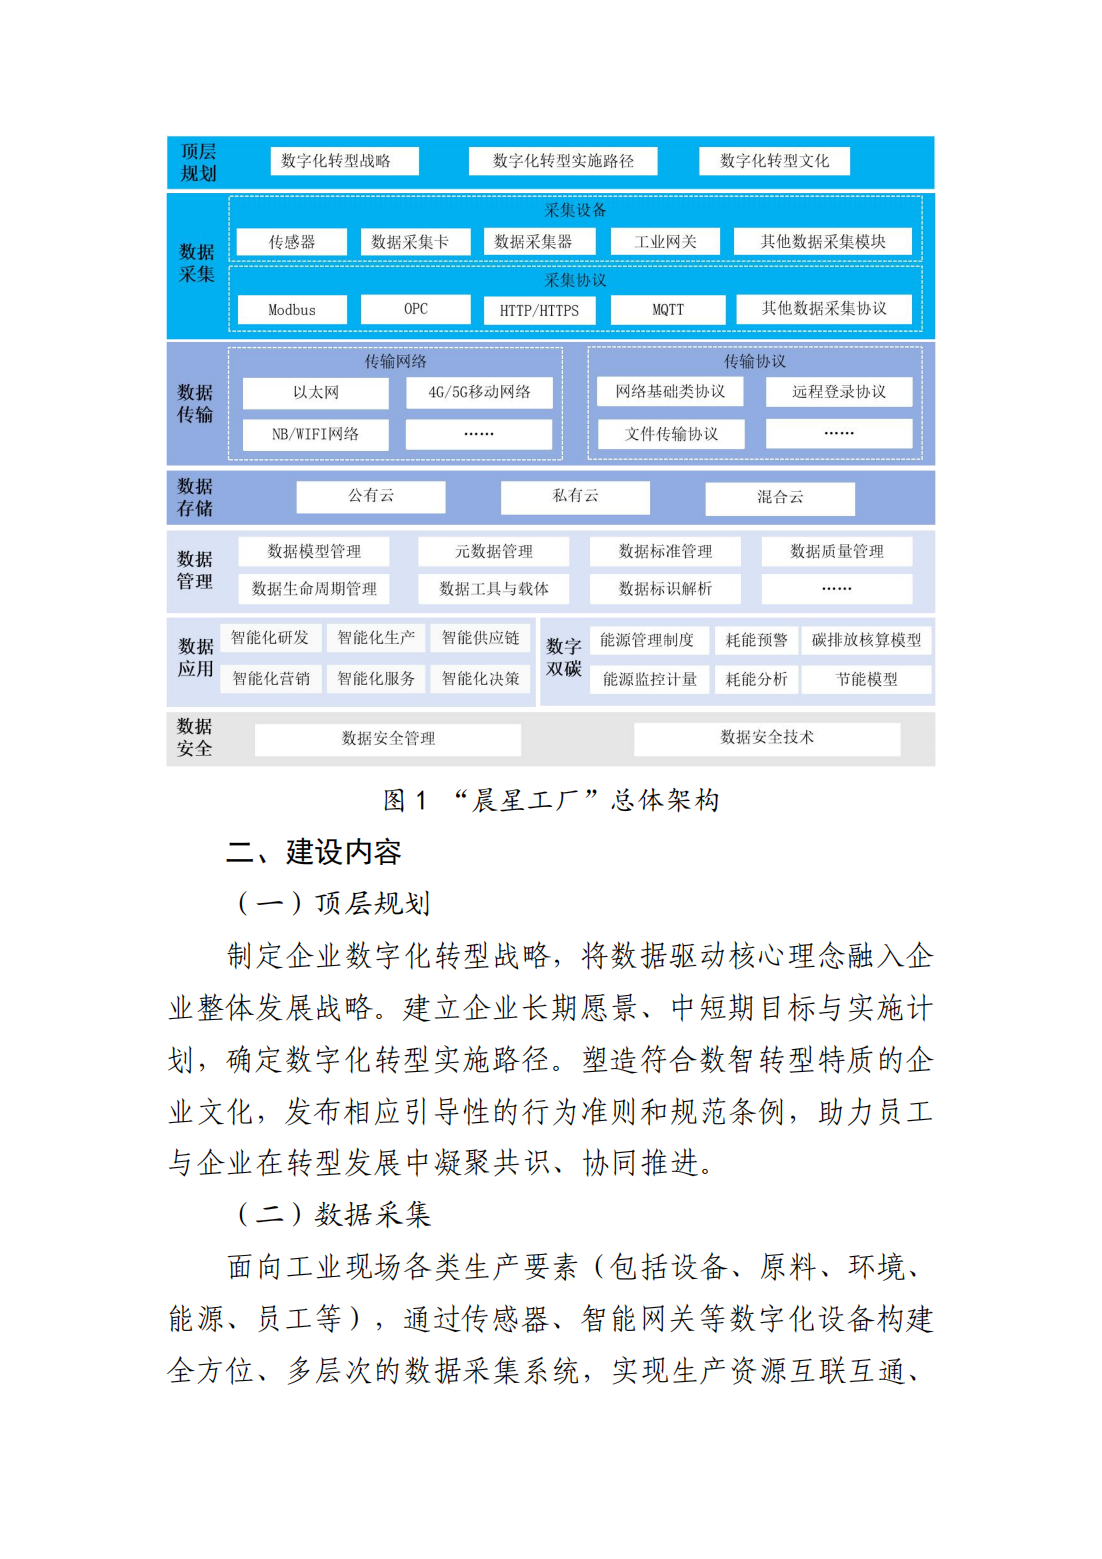 顶层
规划
数字化转型战略
数字化转型实施路径
数字化转型文化
数据
采集
采集设备
传感器
数据采集卡
数据采集器
工业网关
其他数据采集模块
采集协议
Modbus
OPC
HTTP/HTTPS
MQTT
其他数据采集协议
数据
传输
传输网络
以太网
4G/5G移动网络
NB/WIFI网络
……
传输协议
网络基础类协议
远程登录协议
文件传输协议
……
数据
存储
公有云
私有云
混合云
数据
管理
数据模型管理
元数据管理
数据标准管理
数据质量管理
数据生命周期管理
数据工具与载体
数据标识解析
……
数据
应用
智能化研发
智能化生产
智能供应链
智能化营销
智能化服务
智能化决策
数字
双碳
能源管理制度
耗能预警
碳排放核算模型
能源监控计量
耗能分析
节能模型
数据
安全
数据安全管理
数据安全技术
图1 “晨星工厂”总体架构
二、建设内容
（一）顶层规划
制定企业数字化转型战略，将数据驱动核心理念融入企
业整体发展战略。建立企业长期愿景、中短期目标与实施计
划，确定数字化转型实施路径。塑造符合数智转型特质的企
业文化，发布相应引导性的行为准则和规范条例，助力员工
与企业在转型发展中凝聚共识、协同推进。
（二）数据采集
面向工业现场各类生产要素（包括设备、原料、环境、
能源、员工等），通过传感器、智能网关等数字化设备构建
全方位、多层次的数据采集系统，实现生产资源互联互通、